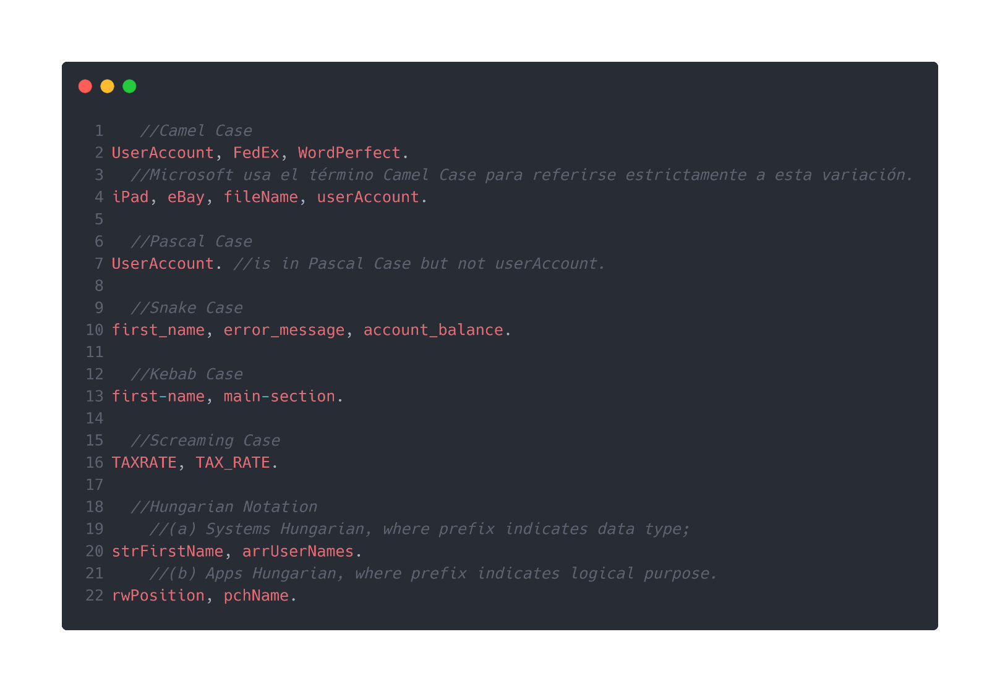 1 //Camel Case
2 UserAccount, FedEx, WordPerfect.
3 //Microsoft usa el término Camel Case para referirse estrictamente a esta variación.
4 iPad, eBay, fileName, userAccount.
5
6 //Pascal Case
7 UserAccount. //is in Pascal Case but not userAccount.
8
9 //Snake Case
10 first_name, error_message, account_balance.
11
12 //Kebab Case
13 first-name, main-section.
14
15 //Screaming Case
16 TAXRATE, TAX_RATE.
17
18 //Hungarian Notation
19 //(a) Systems Hungarian, where prefix indicates data type;
20 strFirstName, arrUserNames.
21 //(b) Apps Hungarian, where prefix indicates logical purpose.
22 rwPosition, pchName.